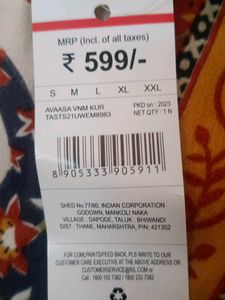 MRP (Incl. of all taxes)
₹ 599/-
S M L XL XXL
AVAASA VNM KUR PKD on : 2023
TASTS21UWEM8983 NET QTY : 1 N
8 905333 905911
SHED No.7780, INDIAN CORPORATION
GODOWN, MANKOLI NAKA
VILLAGE : DAPODE, TALUK : BHIWANDI
DIST : THANE, MAHARSHTRA, PIN: 421302
FOR COMPLAINTS/FEED BACK, PLS WRITE TO OUR
CUSTOMER CARE EXECUTIVE AT THE ABOVE ADDRESS OR
CUSTOMERSERVICE@RIL.COM or
Call on : 1800 102 7382 / 1800 233 7382